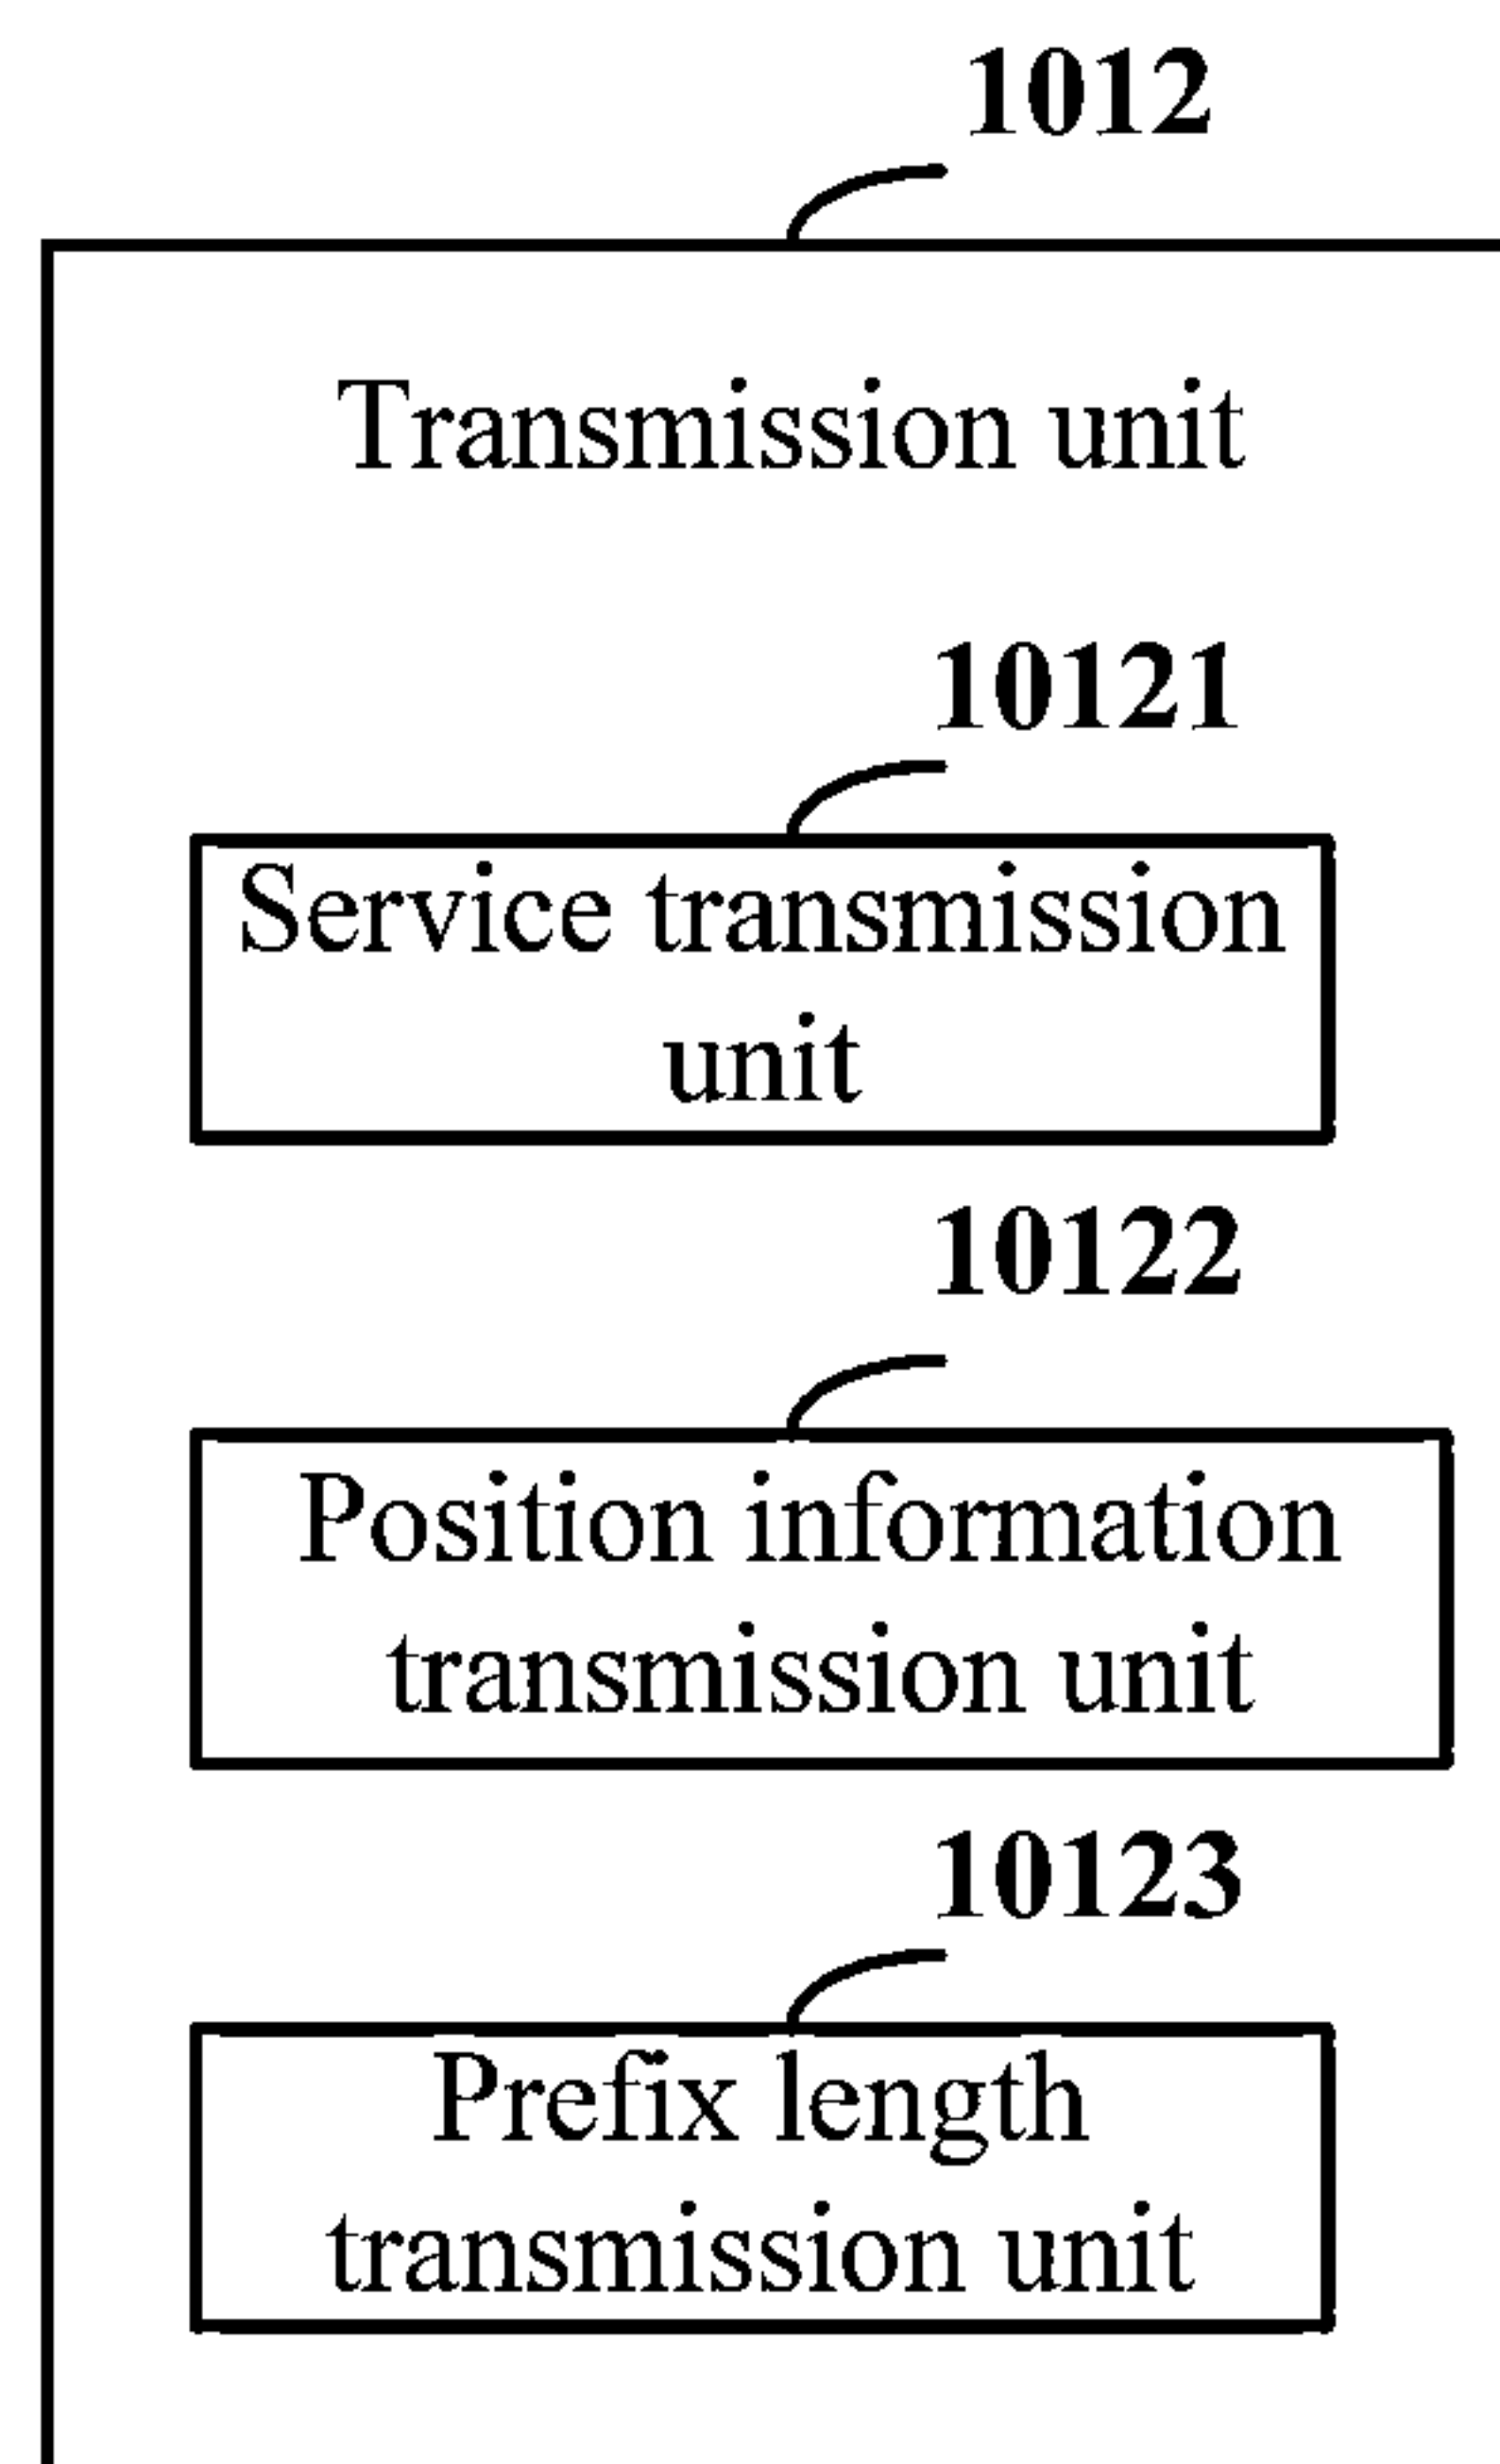 1012
Transmission unit
10121
Service transmission
unit
10122
Position information
transmission unit
10123
Prefix length
transmission unit